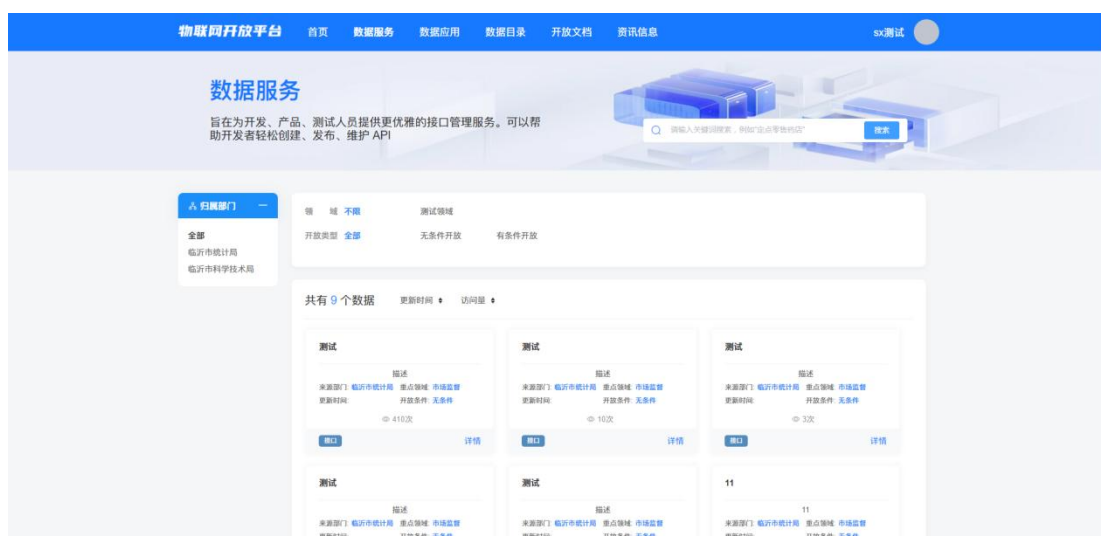 物联网开放平台 首页 数据服务 数据应用 数据目录 开放文档 资讯信息 sx测试
数据服务
旨在为开发、产品、测试人员提供更优雅的接口管理服务。可以帮
助开发者轻松创建、发布、维护 API
请输入关键词搜索，例如"定点零售药店" 搜索
归属部门
全部
临沂市统计局
临沂市科学技术局
领 域 不限 测试领域
开放类型 全部 无条件开放 有条件开放
共有 9 个数据 更新时间 访问量
测试 测试 测试
描述 描述 描述
来源部门: 临沂市统计局 重点领域: 市场监督 来源部门: 临沂市统计局 重点领域: 市场监督 来源部门: 临沂市统计局 重点领域: 市场监督
更新时间: 开放条件: 无条件 更新时间: 开放条件: 无条件 更新时间: 开放条件: 无条件
410次 10次 3次
接口 详情 接口 详情 接口 详情
测试 测试 11
描述 描述 11
来源部门: 临沂市统计局 重点领域: 市场监督 来源部门: 临沂市统计局 重点领域: 市场监督 来源部门: 临沂市统计局 重点领域: 市场监督